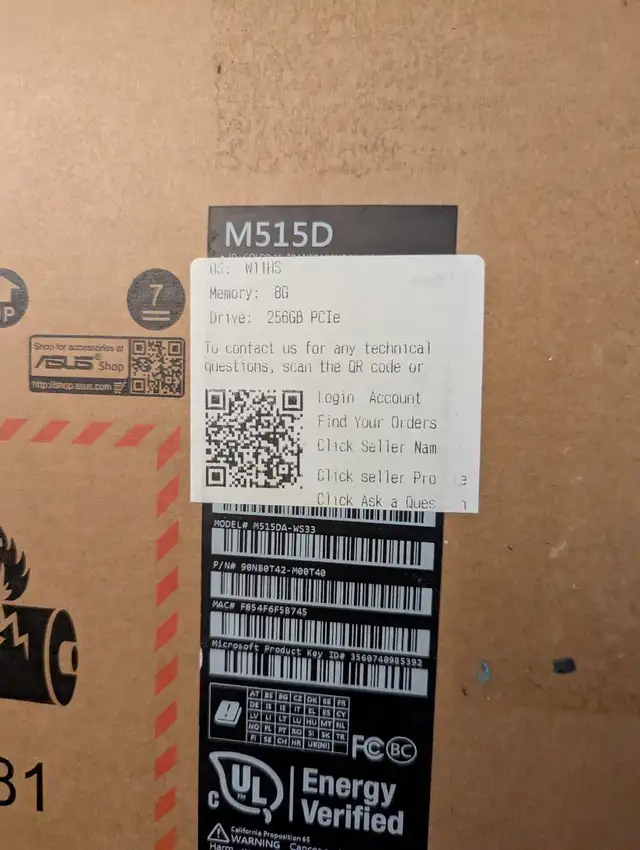 M515D
OS: W11HS
Memory: 8G
Drive: 256GB PCIe
To contact us for any technical
questions, scan the QR code or
Login Account
Find Your Orders
Click Seller Nam
Click seller Pro e
Click Ask a Ques n
7
Shop for accessories at
ASUS® Shop
http://shop.asus.com
MODEL# M515DA-WS33
P/N# 90NB0T42-M00T40
MAC# F854F6F5B745
Microsoft Product Key ID# 3560740985392
AT BE BG CZ DK EE FR
DE IS IE IT EL ES CY
LV LI LT LU HU MT NL
NO PL PT RO SI SK TR
FI SE CH HR UK(NI)
FC BC
C UL™ Energy
Verified
31
California Proposition 65
WARNING